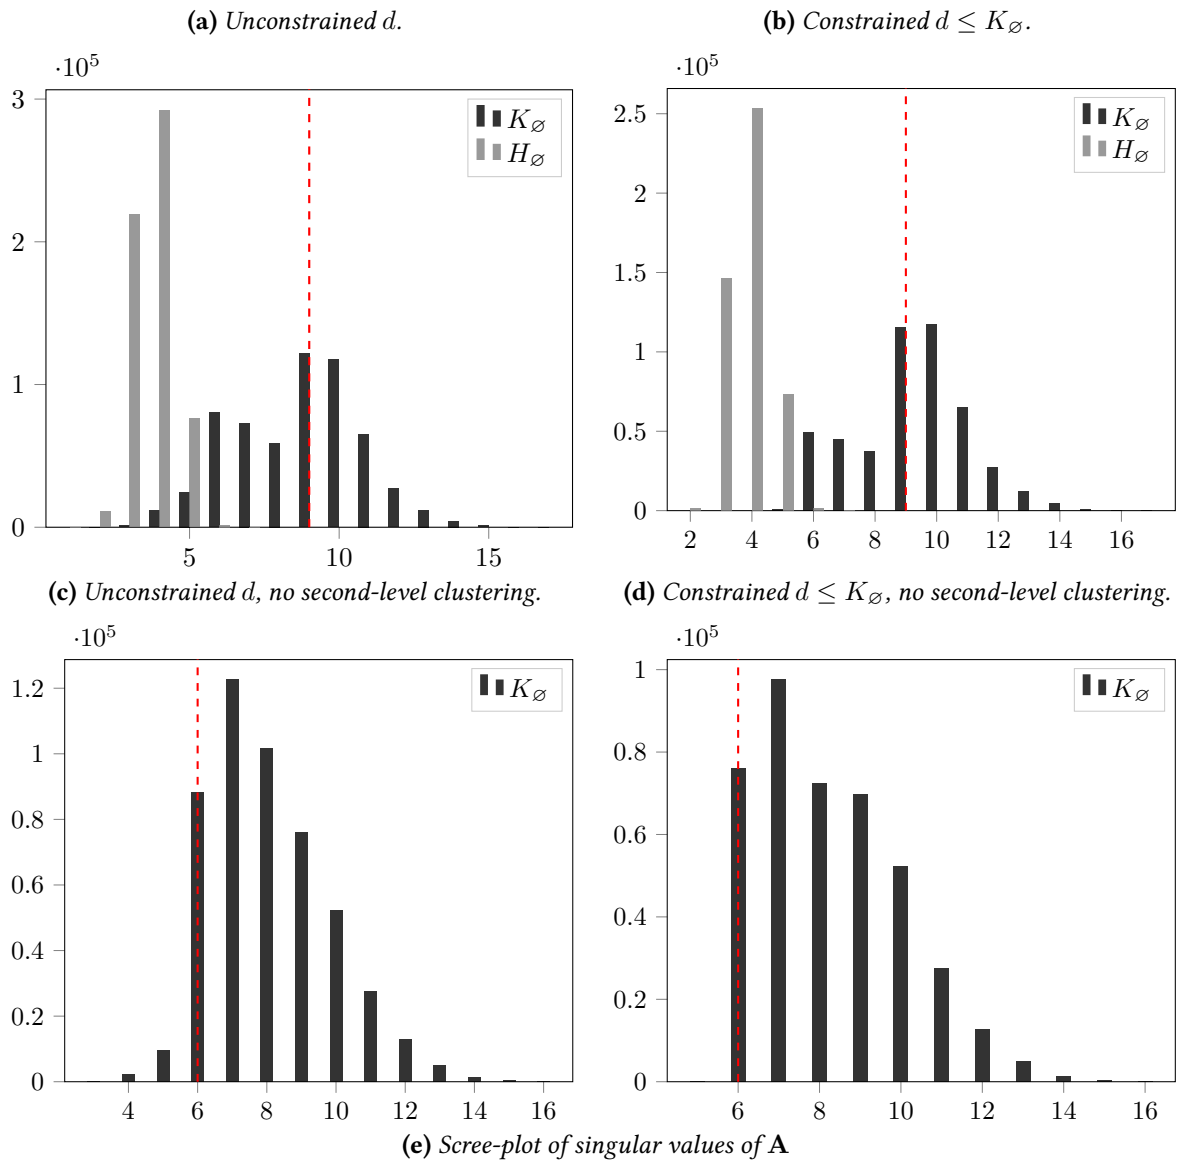 (a) Unconstrained d.
(b) Constrained d ≤ K∅.
·10⁵
3
2
1
0
5 10 15
K∅
H∅
·10⁵
2.5
2
1.5
1
0.5
0
2 4 6 8 10 12 14 16
K∅
H∅
(c) Unconstrained d, no second-level clustering.
(d) Constrained d ≤ K∅, no second-level clustering.
·10⁵
1.2
1
0.8
0.6
0.4
0.2
0
4 6 8 10 12 14 16
K∅
·10⁵
1
0.8
0.6
0.4
0.2
0
6 8 10 12 14 16
K∅
(e) Scree-plot of singular values of A